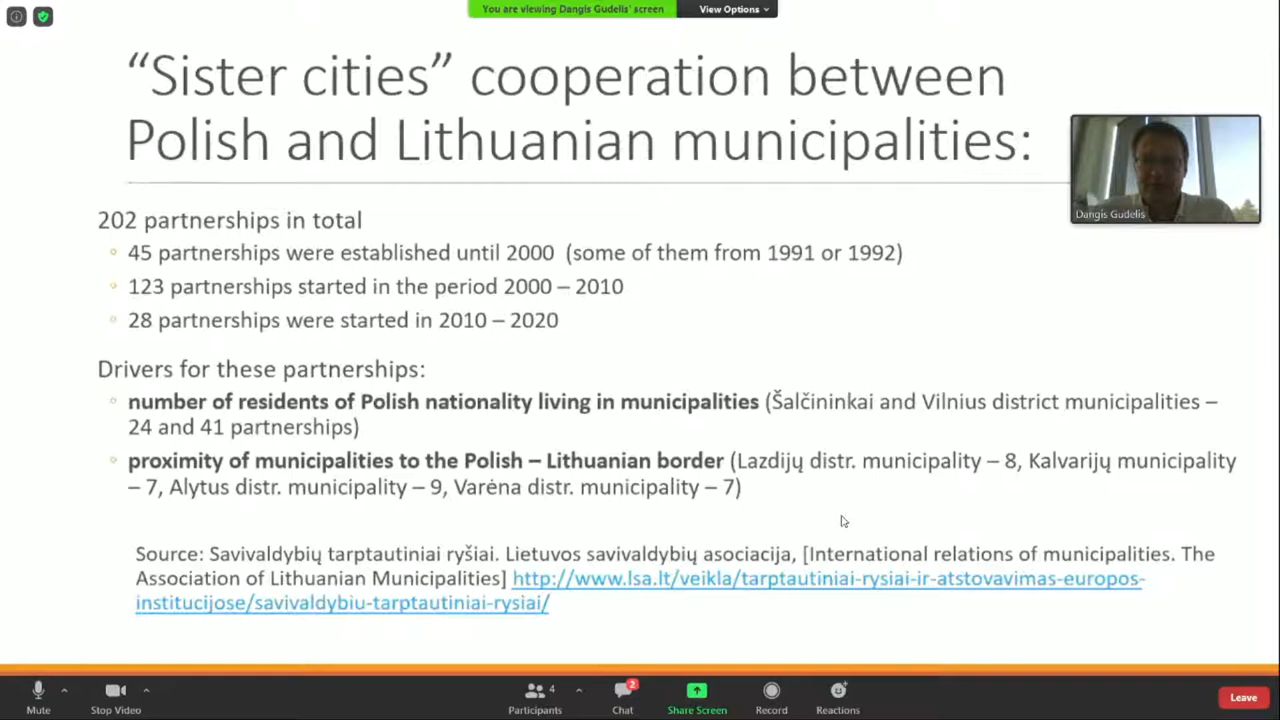 You are viewing Dangis Gudelis' screen
View Options
“Sister cities” cooperation between
Polish and Lithuanian municipalities:
Dangis Gudelis
202 partnerships in total
45 partnerships were established until 2000 (some of them from 1991 or 1992)
123 partnerships started in the period 2000 – 2010
28 partnerships were started in 2010 – 2020
Drivers for these partnerships:
number of residents of Polish nationality living in municipalities (Šalčininkai and Vilnius district municipalities –
24 and 41 partnerships)
proximity of municipalities to the Polish – Lithuanian border (Lazdijų distr. municipality – 8, Kalvarijų municipality
– 7, Alytus distr. municipality – 9, Varėna distr. municipality – 7)
Source: Savivaldybių tarptautiniai ryšiai. Lietuvos savivaldybių asociacija, [International relations of municipalities. The
Association of Lithuanian Municipalities] http://www.lsa.lt/veikla/tarptautiniai-rysiai-ir-atstovavimas-europos-
institucijose/savivaldybiu-tarptautiniai-rysiai/
Mute
Stop Video
Participants
4
Chat
2
Share Screen
Record
Reactions
Leave